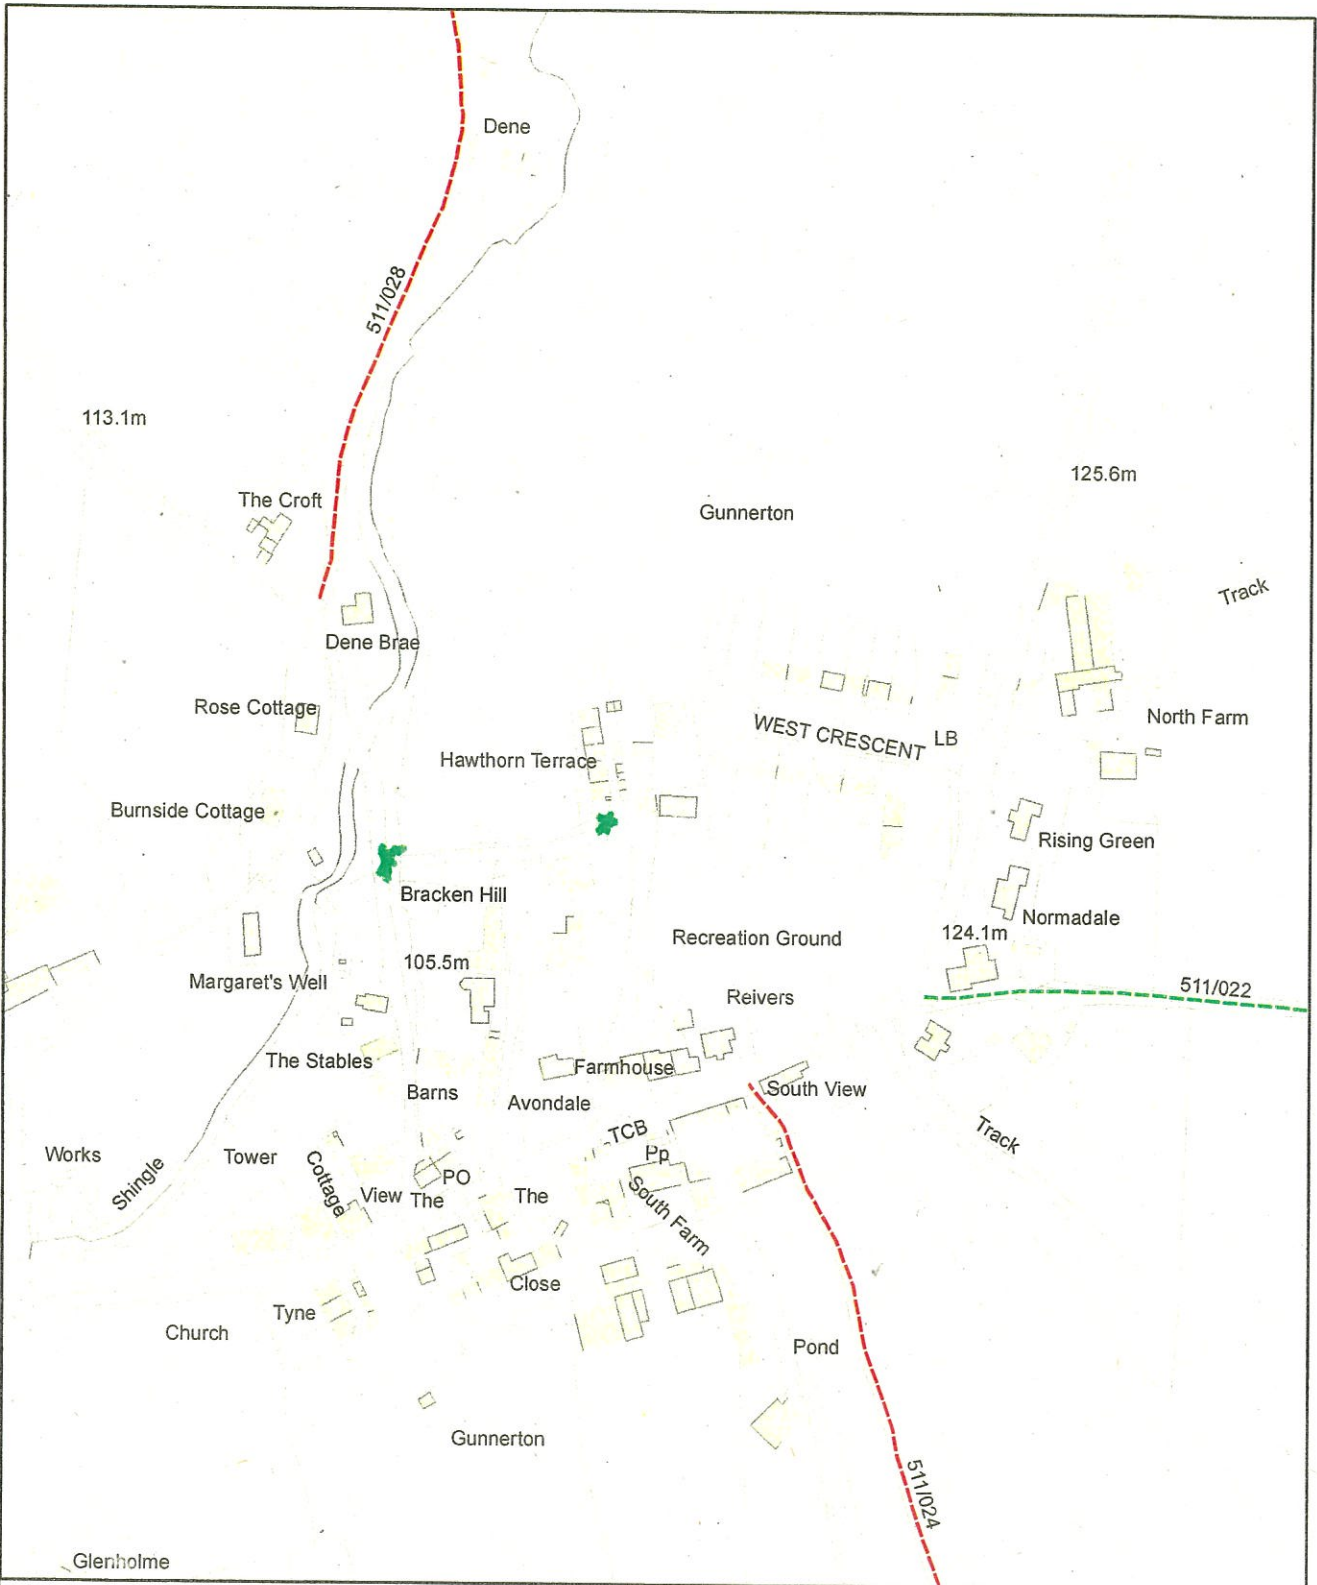 Dene
511/028
113.1m
125.6m
The Croft
Gunnerton
Track
Dene Brae
Rose Cottage
North Farm
WEST CRESCENT
LB
Hawthorn Terrace
Burnside Cottage
Rising Green
Bracken Hill
Normadale
Recreation Ground
124.1m
105.5m
Margaret's Well
511/022
Reivers
The Stables
Farmhouse
South View
Barns
Avondale
TCB
Track
Works
Tower
Pp
Shingle
Cottage
PO
View
The
The
South Farm
Close
Tyne
Church
Pond
Gunnerton
511/024
Glenholme